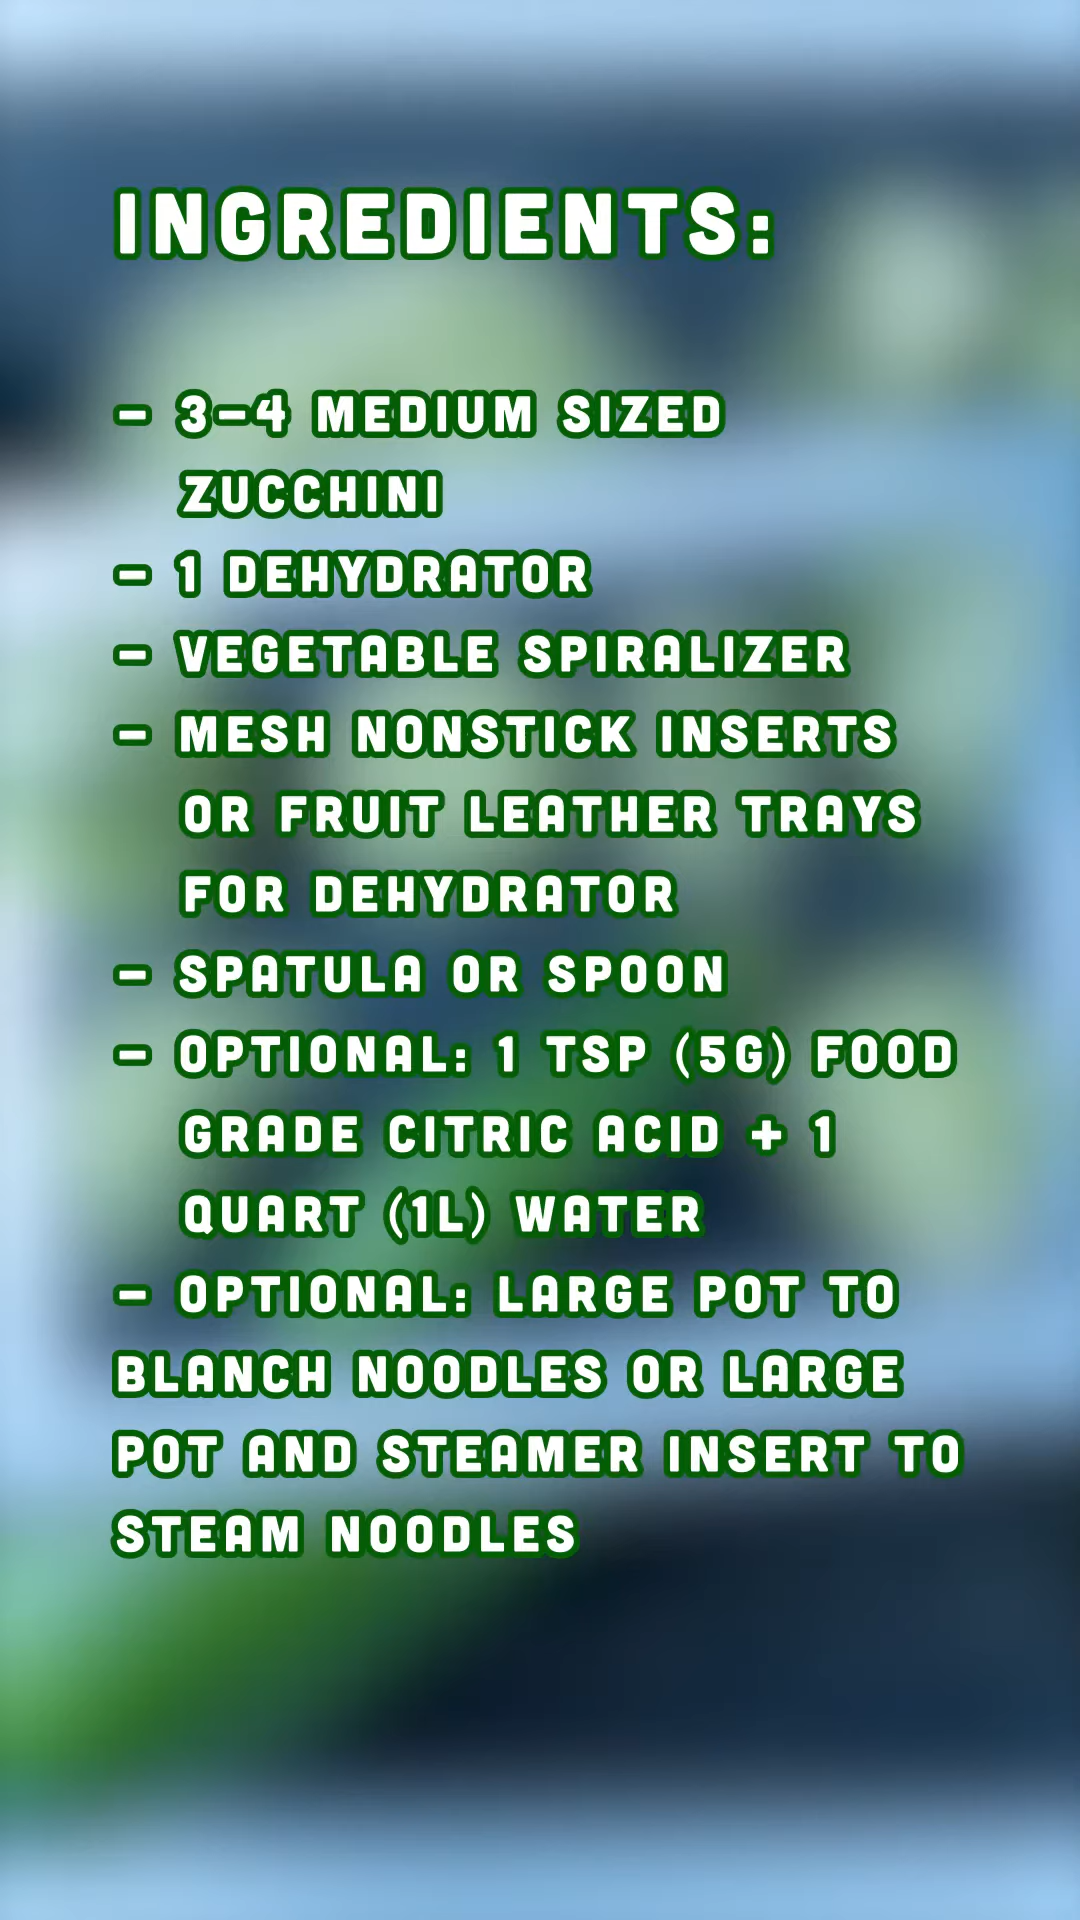 INGREDIENTS:
- 3-4 MEDIUM SIZED
ZUCCHINI
- 1 DEHYDRATOR
- VEGETABLE SPIRALIZER
- MESH NONSTICK INSERTS
OR FRUIT LEATHER TRAYS
FOR DEHYDRATOR
- SPATULA OR SPOON
- OPTIONAL: 1 TSP (5G) FOOD
GRADE CITRIC ACID + 1
QUART (1L) WATER
- OPTIONAL: LARGE POT TO
BLANCH NOODLES OR LARGE
POT AND STEAMER INSERT TO
STEAM NOODLES